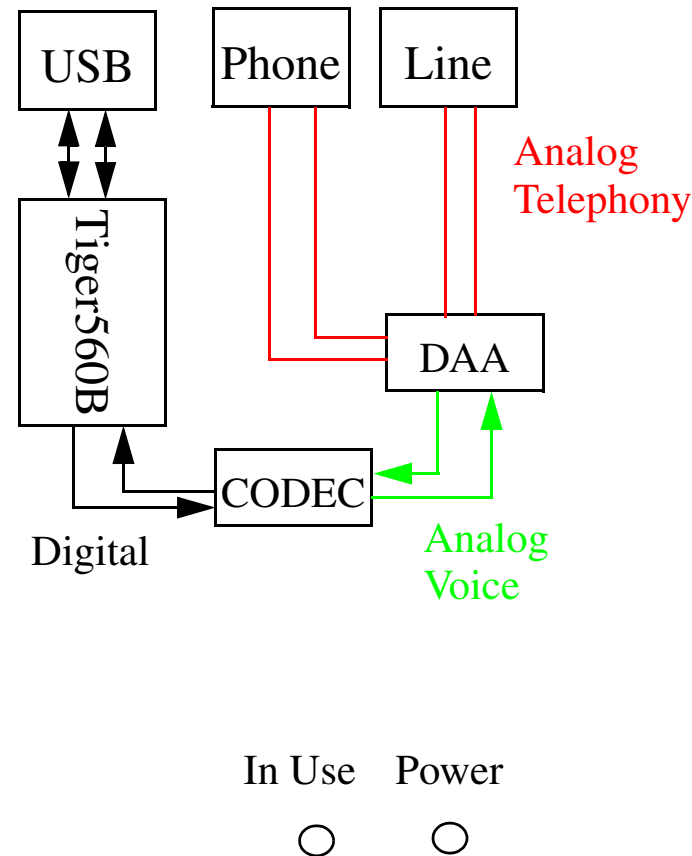 USB
Phone
Line
Analog
Telephony
Tiger560B
DAA
CODEC
Digital
Analog
Voice
In Use
Power